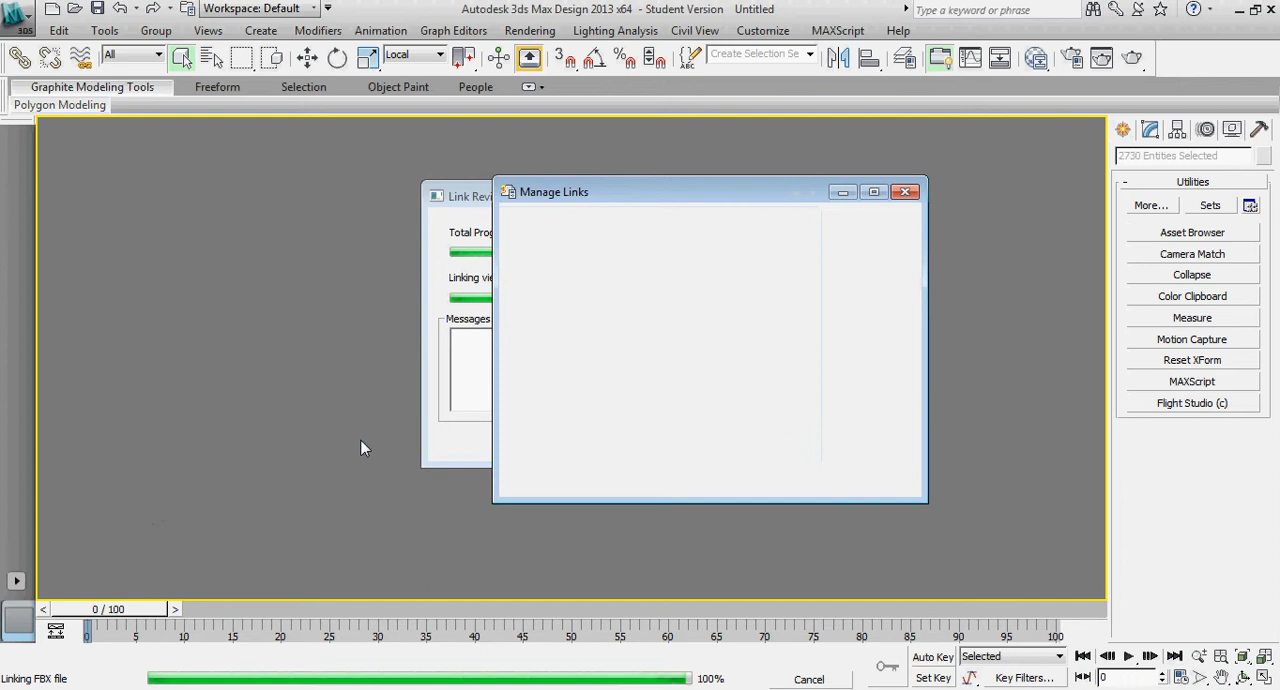 Workspace: Default
Autodesk 3ds Max Design 2013 x64 - Student Version Untitled
Type a keyword or phrase
3DS
Edit Tools Group Views Create Modifiers Animation Graph Editors Rendering Lighting Analysis Civil View Customize MAXScript Help
All
Local
3
Create Selection Se
Graphite Modeling Tools Freeform Selection Object Paint People
Polygon Modeling
2730 Entities Selected
Utilities
More... Sets
Asset Browser
Camera Match
Collapse
Color Clipboard
Measure
Motion Capture
Reset XForm
MAXScript
Flight Studio (c)
Link Revi
Manage Links
Total Prog
Linking vie
Messages
< 0 / 100 >
0 5 10 15 20 25 30 35 40 45 50 55 60 65 70 75 80 85 90 95 100
Auto Key Selected
Linking FBX file 100% Cancel
Set Key Key Filters... 0